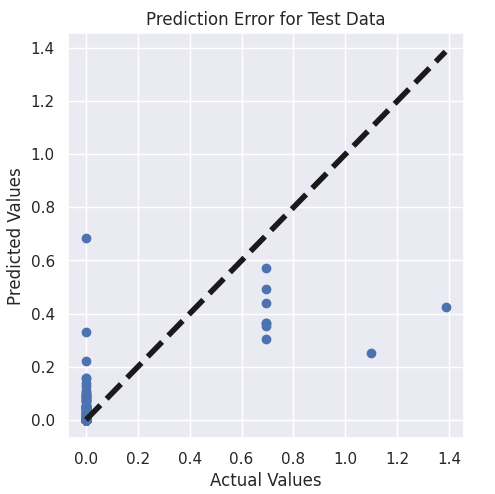 Prediction Error for Test Data
1.4
1.2
1.0
0.8
0.6
0.4
0.2
0.0
Predicted Values
0.0 0.2 0.4 0.6 0.8 1.0 1.2 1.4
Actual Values